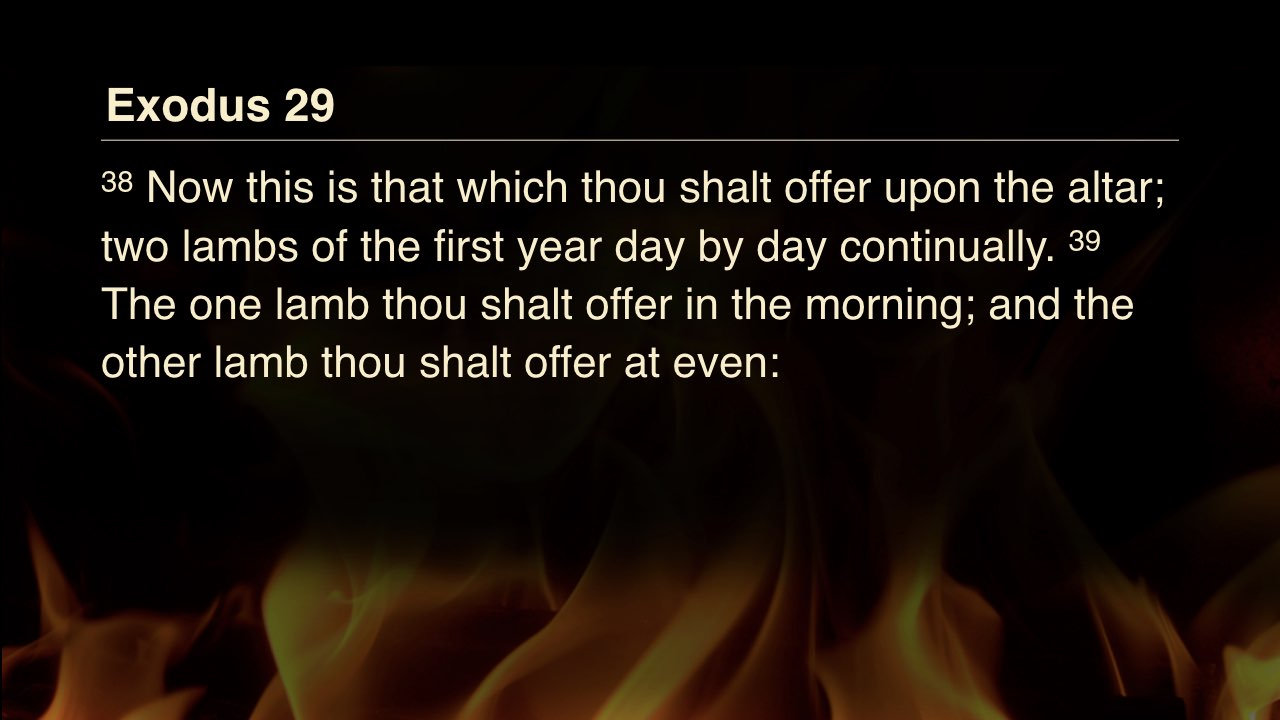 Exodus 29
38 Now this is that which thou shalt offer upon the altar;
two lambs of the first year day by day continually. 39
The one lamb thou shalt offer in the morning; and the
other lamb thou shalt offer at even: